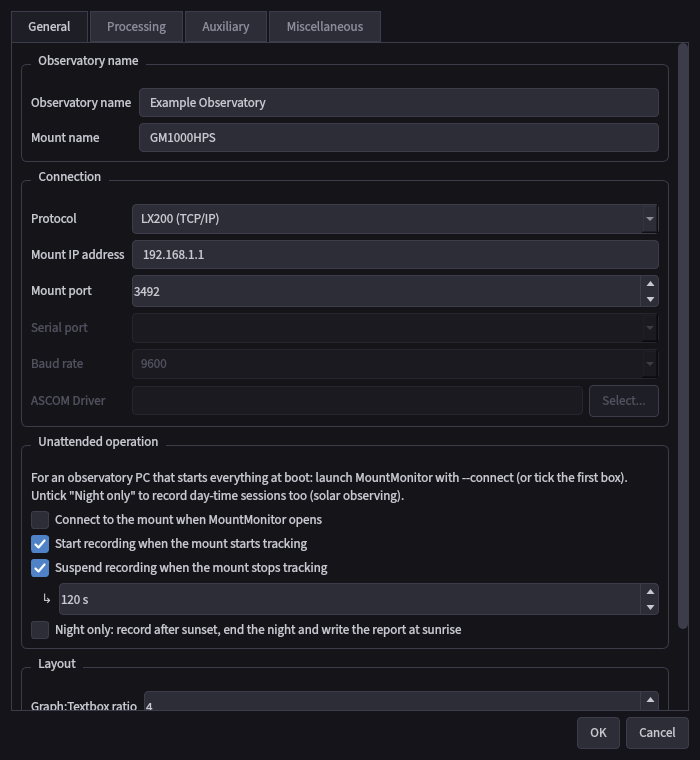 General
Processing
Auxiliary
Miscellaneous
Observatory name
Observatory name
Example Observatory
Mount name
GM1000HPS
Connection
Protocol
LX200 (TCP/IP)
Mount IP address
192.168.1.1
Mount port
3492
Serial port
Baud rate
9600
ASCOM Driver
Select...
Unattended operation
For an observatory PC that starts everything at boot: launch MountMonitor with --connect (or tick the first box).
Untick "Night only" to record day-time sessions too (solar observing).
Connect to the mount when MountMonitor opens
Start recording when the mount starts tracking
Suspend recording when the mount stops tracking
↳ 120 s
Night only: record after sunset, end the night and write the report at sunrise
Layout
Graph:Textbox ratio
4
OK
Cancel